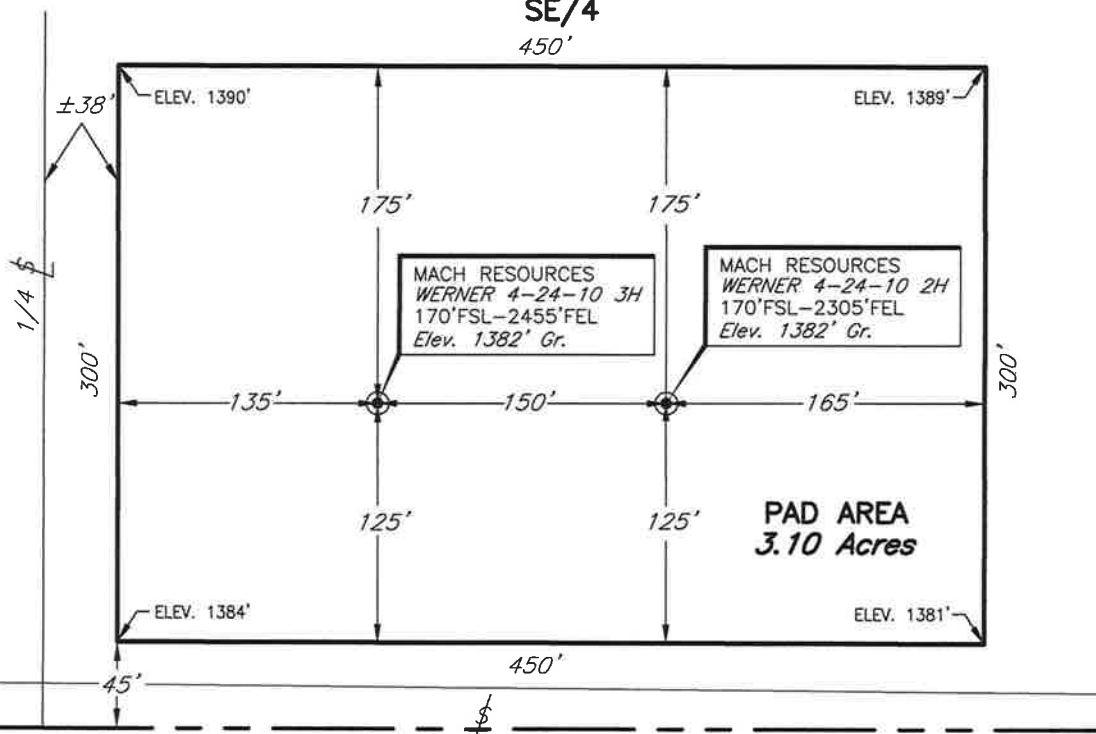 SE/4
450'
ELEV. 1390'
ELEV. 1389'
±38'
175'
175'
MACH RESOURCES
WERNER 4-24-10 3H
170'FSL-2455'FEL
Elev. 1382' Gr.
MACH RESOURCES
WERNER 4-24-10 2H
170'FSL-2305'FEL
Elev. 1382' Gr.
1/4
300'
300'
135'
150'
165'
125'
125'
PAD AREA
3.10 Acres
ELEV. 1384'
ELEV. 1381'
450'
45'